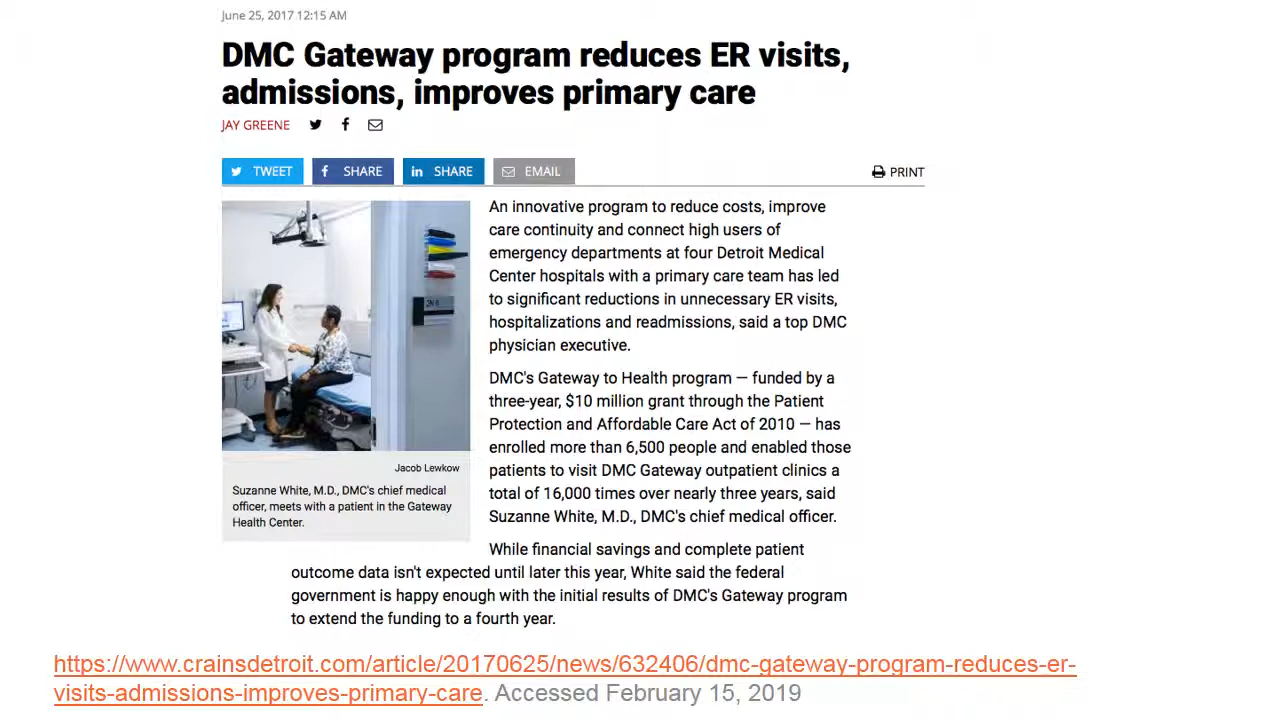 June 25, 2017 12:15 AM
DMC Gateway program reduces ER visits,
admissions, improves primary care
JAY GREENE
TWEET
SHARE
in SHARE
EMAIL
PRINT
An innovative program to reduce costs, improve
care continuity and connect high users of
emergency departments at four Detroit Medical
Center hospitals with a primary care team has led
to significant reductions in unnecessary ER visits,
hospitalizations and readmissions, said a top DMC
physician executive.
DMC's Gateway to Health program — funded by a
three-year, $10 million grant through the Patient
Protection and Affordable Care Act of 2010 — has
enrolled more than 6,500 people and enabled those
patients to visit DMC Gateway outpatient clinics a
total of 16,000 times over nearly three years, said
Suzanne White, M.D., DMC's chief medical officer.
Jacob Lewkow
Suzanne White, M.D., DMC's chief medical
officer, meets with a patient in the Gateway
Health Center.
While financial savings and complete patient
outcome data isn't expected until later this year, White said the federal
government is happy enough with the initial results of DMC's Gateway program
to extend the funding to a fourth year.
https://www.crainsdetroit.com/article/20170625/news/632406/dmc-gateway-program-reduces-er-
visits-admissions-improves-primary-care. Accessed February 15, 2019